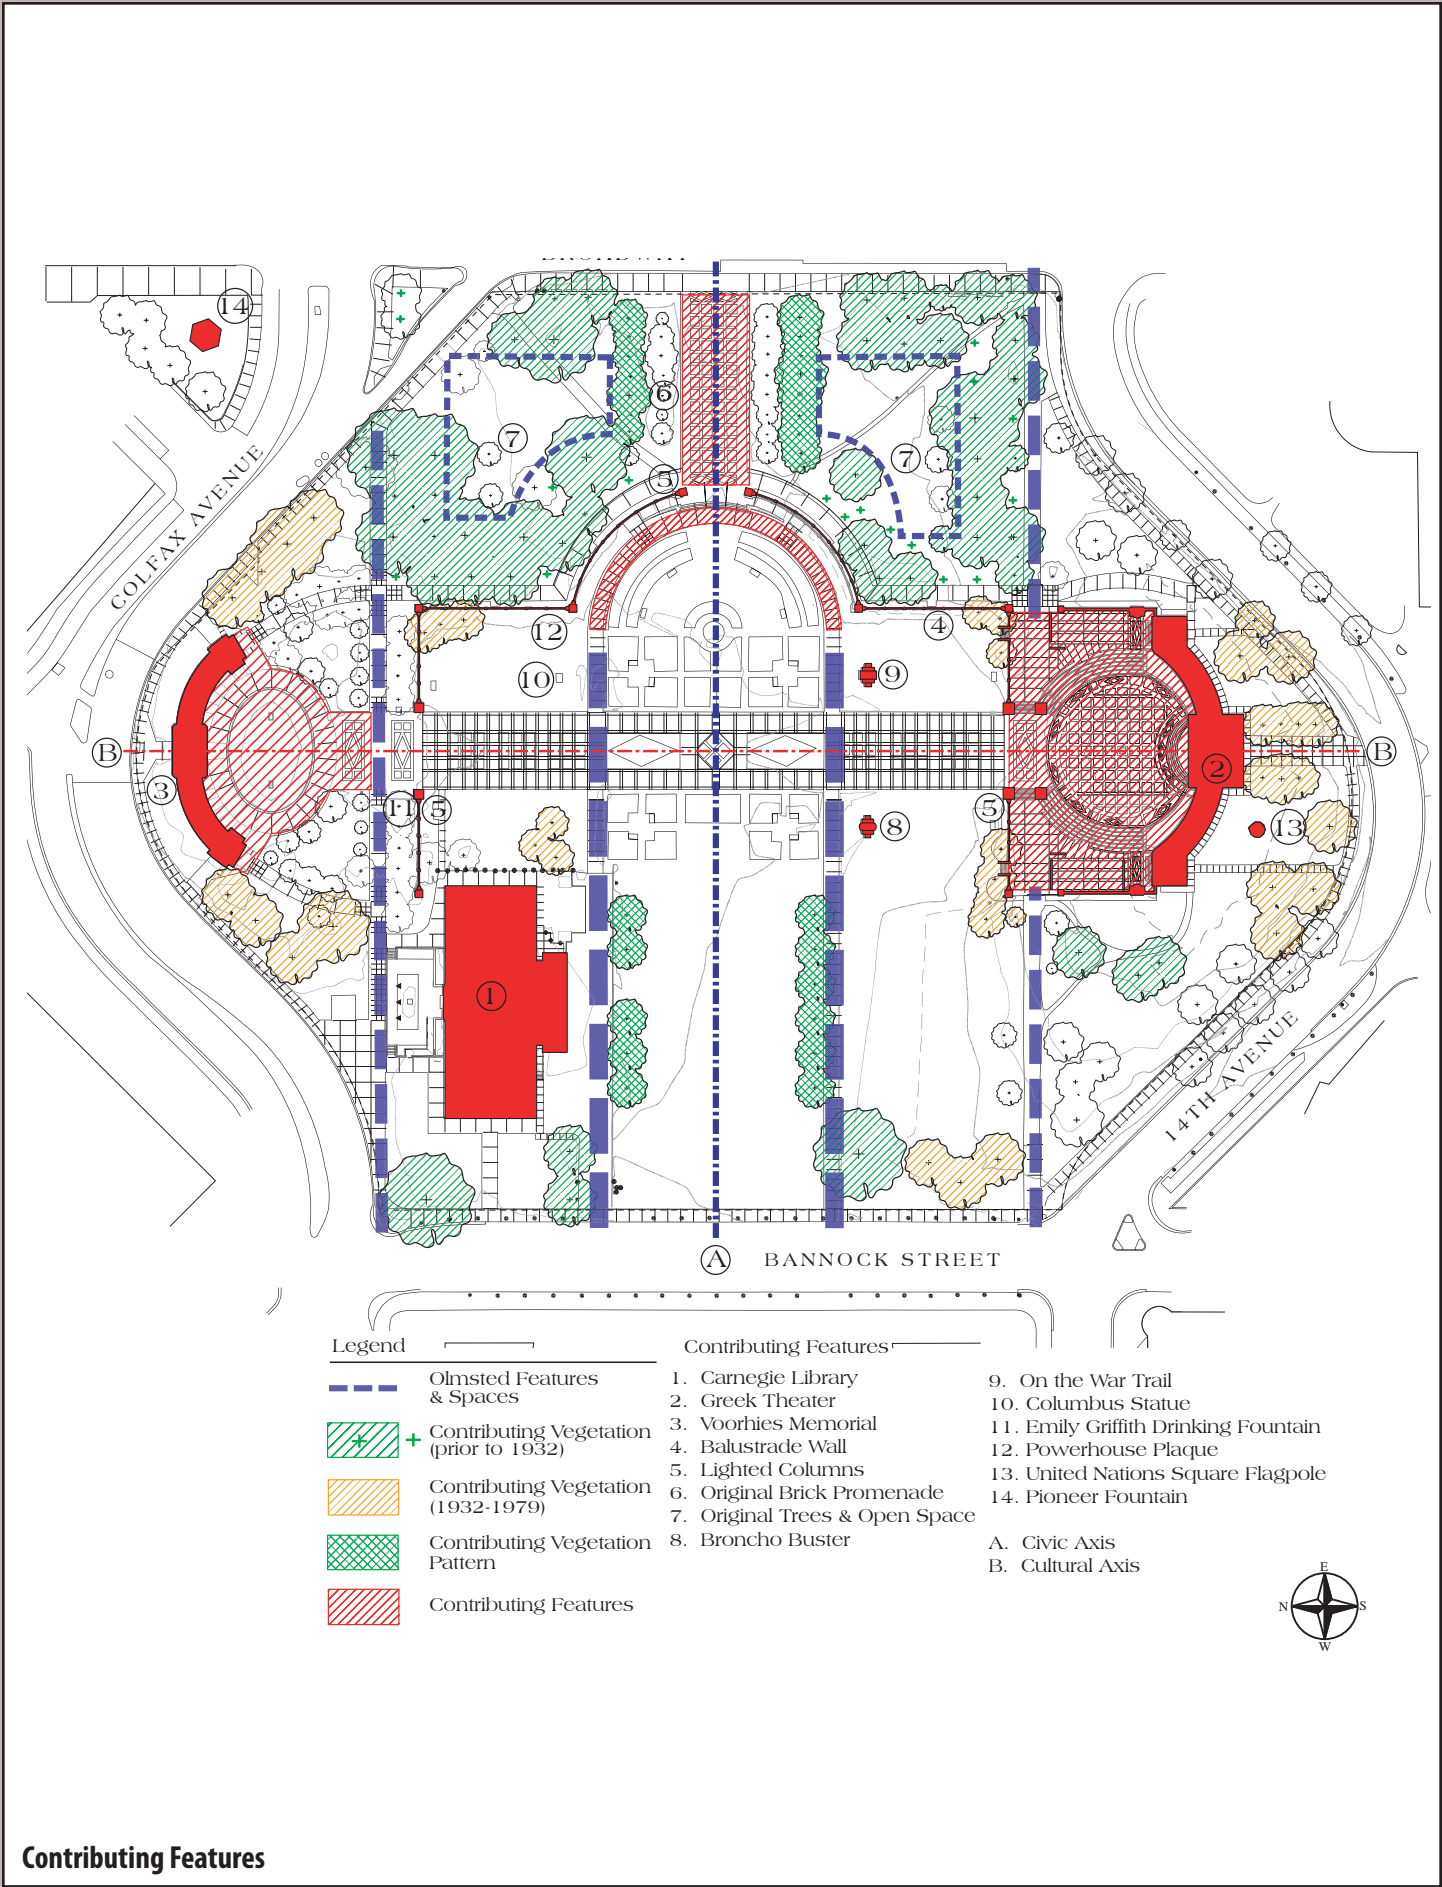 BROADWAY
14
6
7
7
5
COLFAX AVENUE
12
4
10
9
B
B
3
2
11
5
8
5
13
1
14TH AVENUE
A
BANNOCK STREET
Legend
Olmsted Features
& Spaces
Contributing Vegetation
(prior to 1932)
Contributing Vegetation
(1932-1979)
Contributing Vegetation
Pattern
Contributing Features
Contributing Features
1. Carnegie Library
2. Greek Theater
3. Voorhies Memorial
4. Balustrade Wall
5. Lighted Columns
6. Original Brick Promenade
7. Original Trees & Open Space
8. Broncho Buster
9. On the War Trail
10. Columbus Statue
11. Emily Griffith Drinking Fountain
12. Powerhouse Plaque
13. United Nations Square Flagpole
14. Pioneer Fountain
A. Civic Axis
B. Cultural Axis
E
N
S
W
Contributing Features